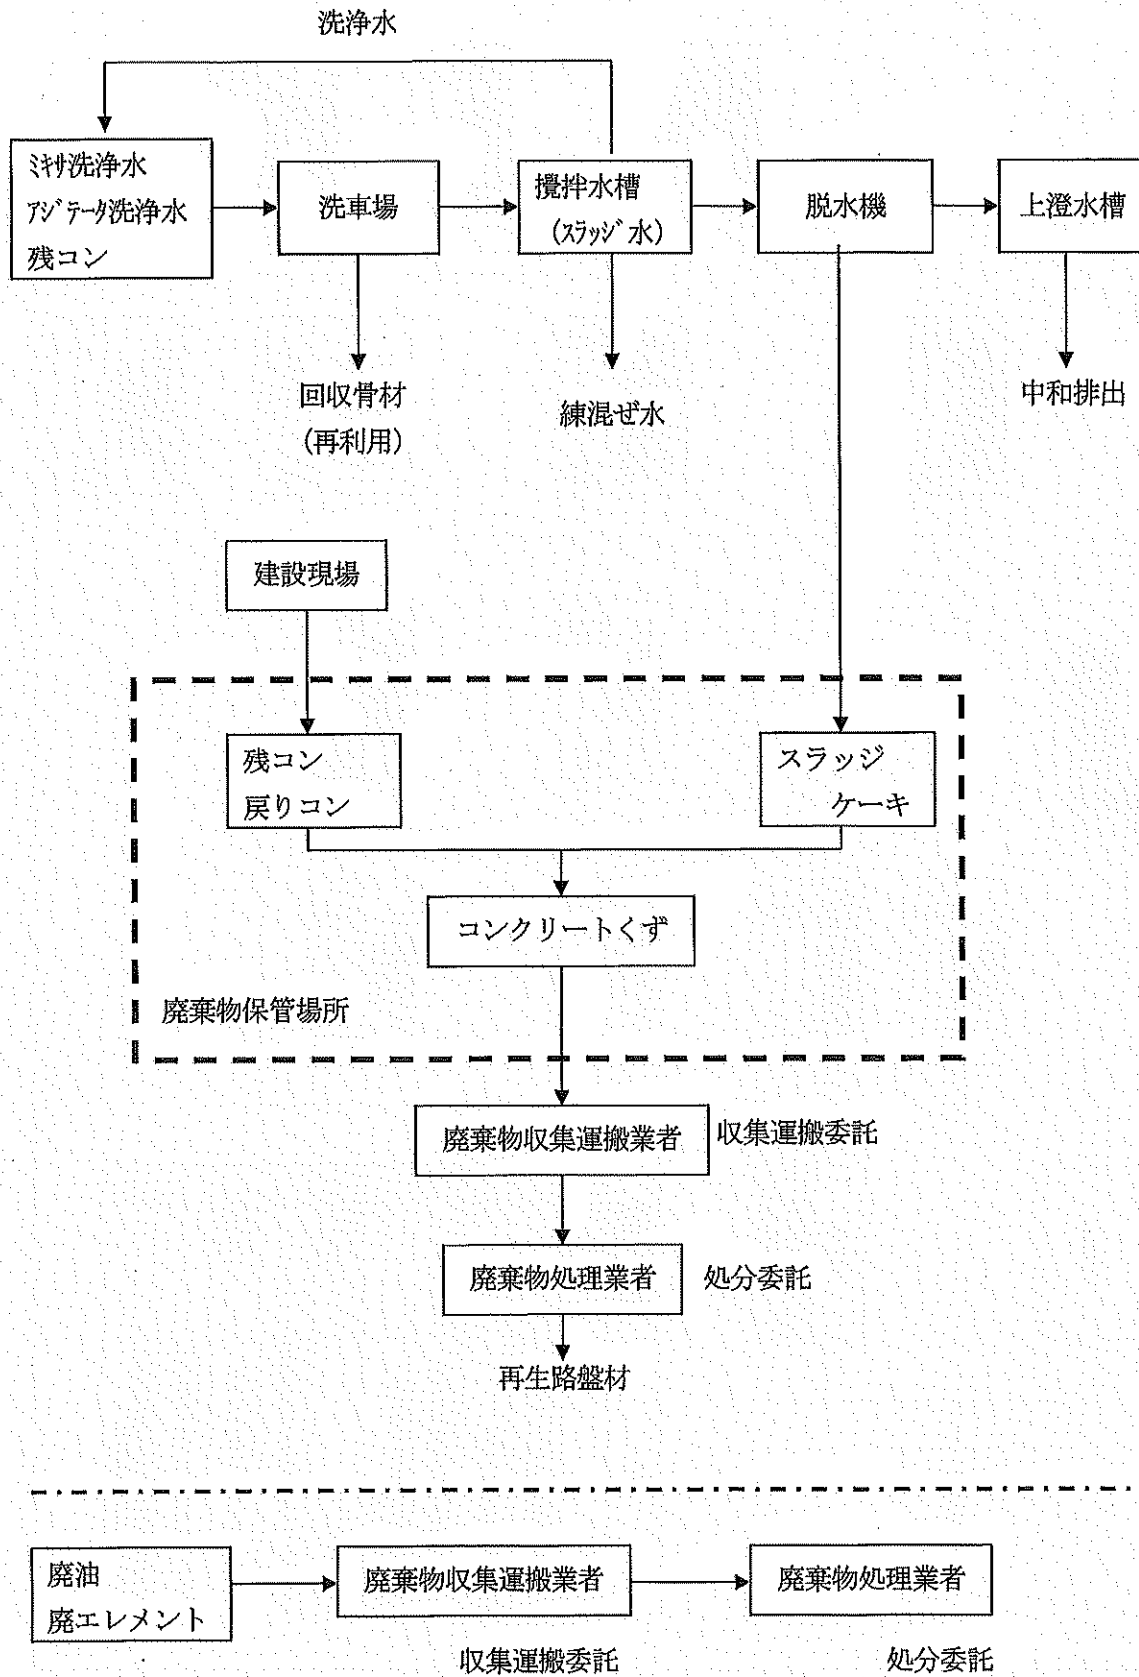 洗浄水
ﾐｷｻ洗浄水
ｱｼﾞﾃｰﾀ洗浄水
残コン
洗車場
攪拌水槽
(ｽﾗｯｼﾞ水)
脱水機
上澄水槽
回収骨材
(再利用)
練混ぜ水
中和排出
建設現場
残コン
戻りコン
スラッジ
ケーキ
コンクリートくず
廃棄物保管場所
廃棄物収集運搬業者
収集運搬委託
廃棄物処理業者
処分委託
再生路盤材
廃油
廃エレメント
廃棄物収集運搬業者
廃棄物処理業者
収集運搬委託
処分委託